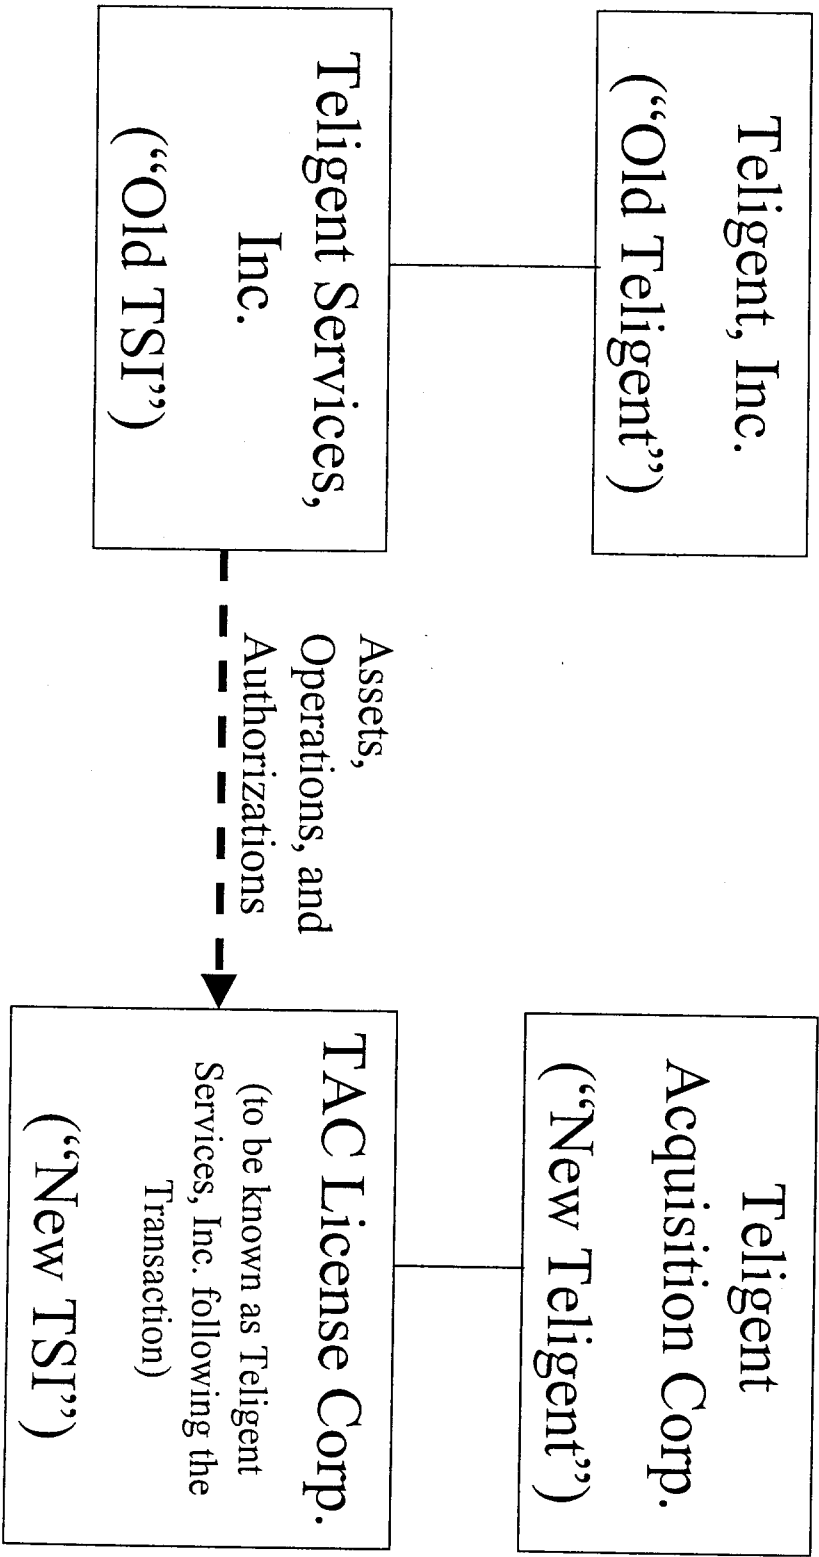 Teligent, Inc.
(“Old Teligent”)
Teligent
Acquisition Corp.
(“New Teligent”)
Teligent Services,
Inc.
(“Old TSI”)
Assets,
Operations, and
Authorizations
TAC License Corp.
(to be known as Teligent
Services, Inc. following the
Transaction)
(“New TSI”)